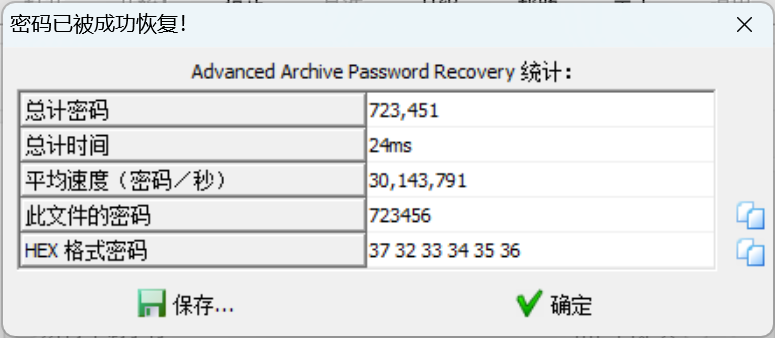 密码已被成功恢复!
Advanced Archive Password Recovery 统计:
总计密码 723,451
总计时间 24ms
平均速度(密码/秒) 30,143,791
此文件的密码 723456
HEX 格式密码 37 32 33 34 35 36
保存... 确定